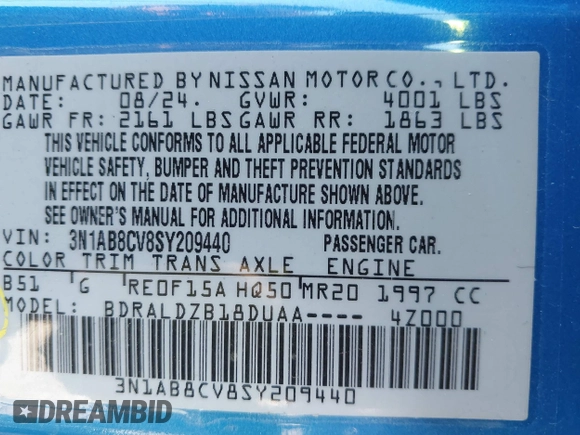 MANUFACTURED BY NISSAN MOTOR CO., LTD.
DATE: 08/24. GVWR: 4001 LBS
GAWR FR: 2161 LBS GAWR RR: 1863 LBS
THIS VEHICLE CONFORMS TO ALL APPLICABLE FEDERAL MOTOR
VEHICLE SAFETY, BUMPER AND THEFT PREVENTION STANDARDS
IN EFFECT ON THE DATE OF MANUFACTURE SHOWN ABOVE.
SEE OWNER'S MANUAL FOR ADDITIONAL INFORMATION
VIN: 3N1AB8CV8SY209440 PASSENGER CAR.
COLOR TRIM TRANS AXLE ENGINE
B51 G RE0F15A HQ50 MR20 1997 CC
MODEL: BDRALDZB18DUAA---- 4Z000
3N1AB8CV8SY209440
DREAMBID